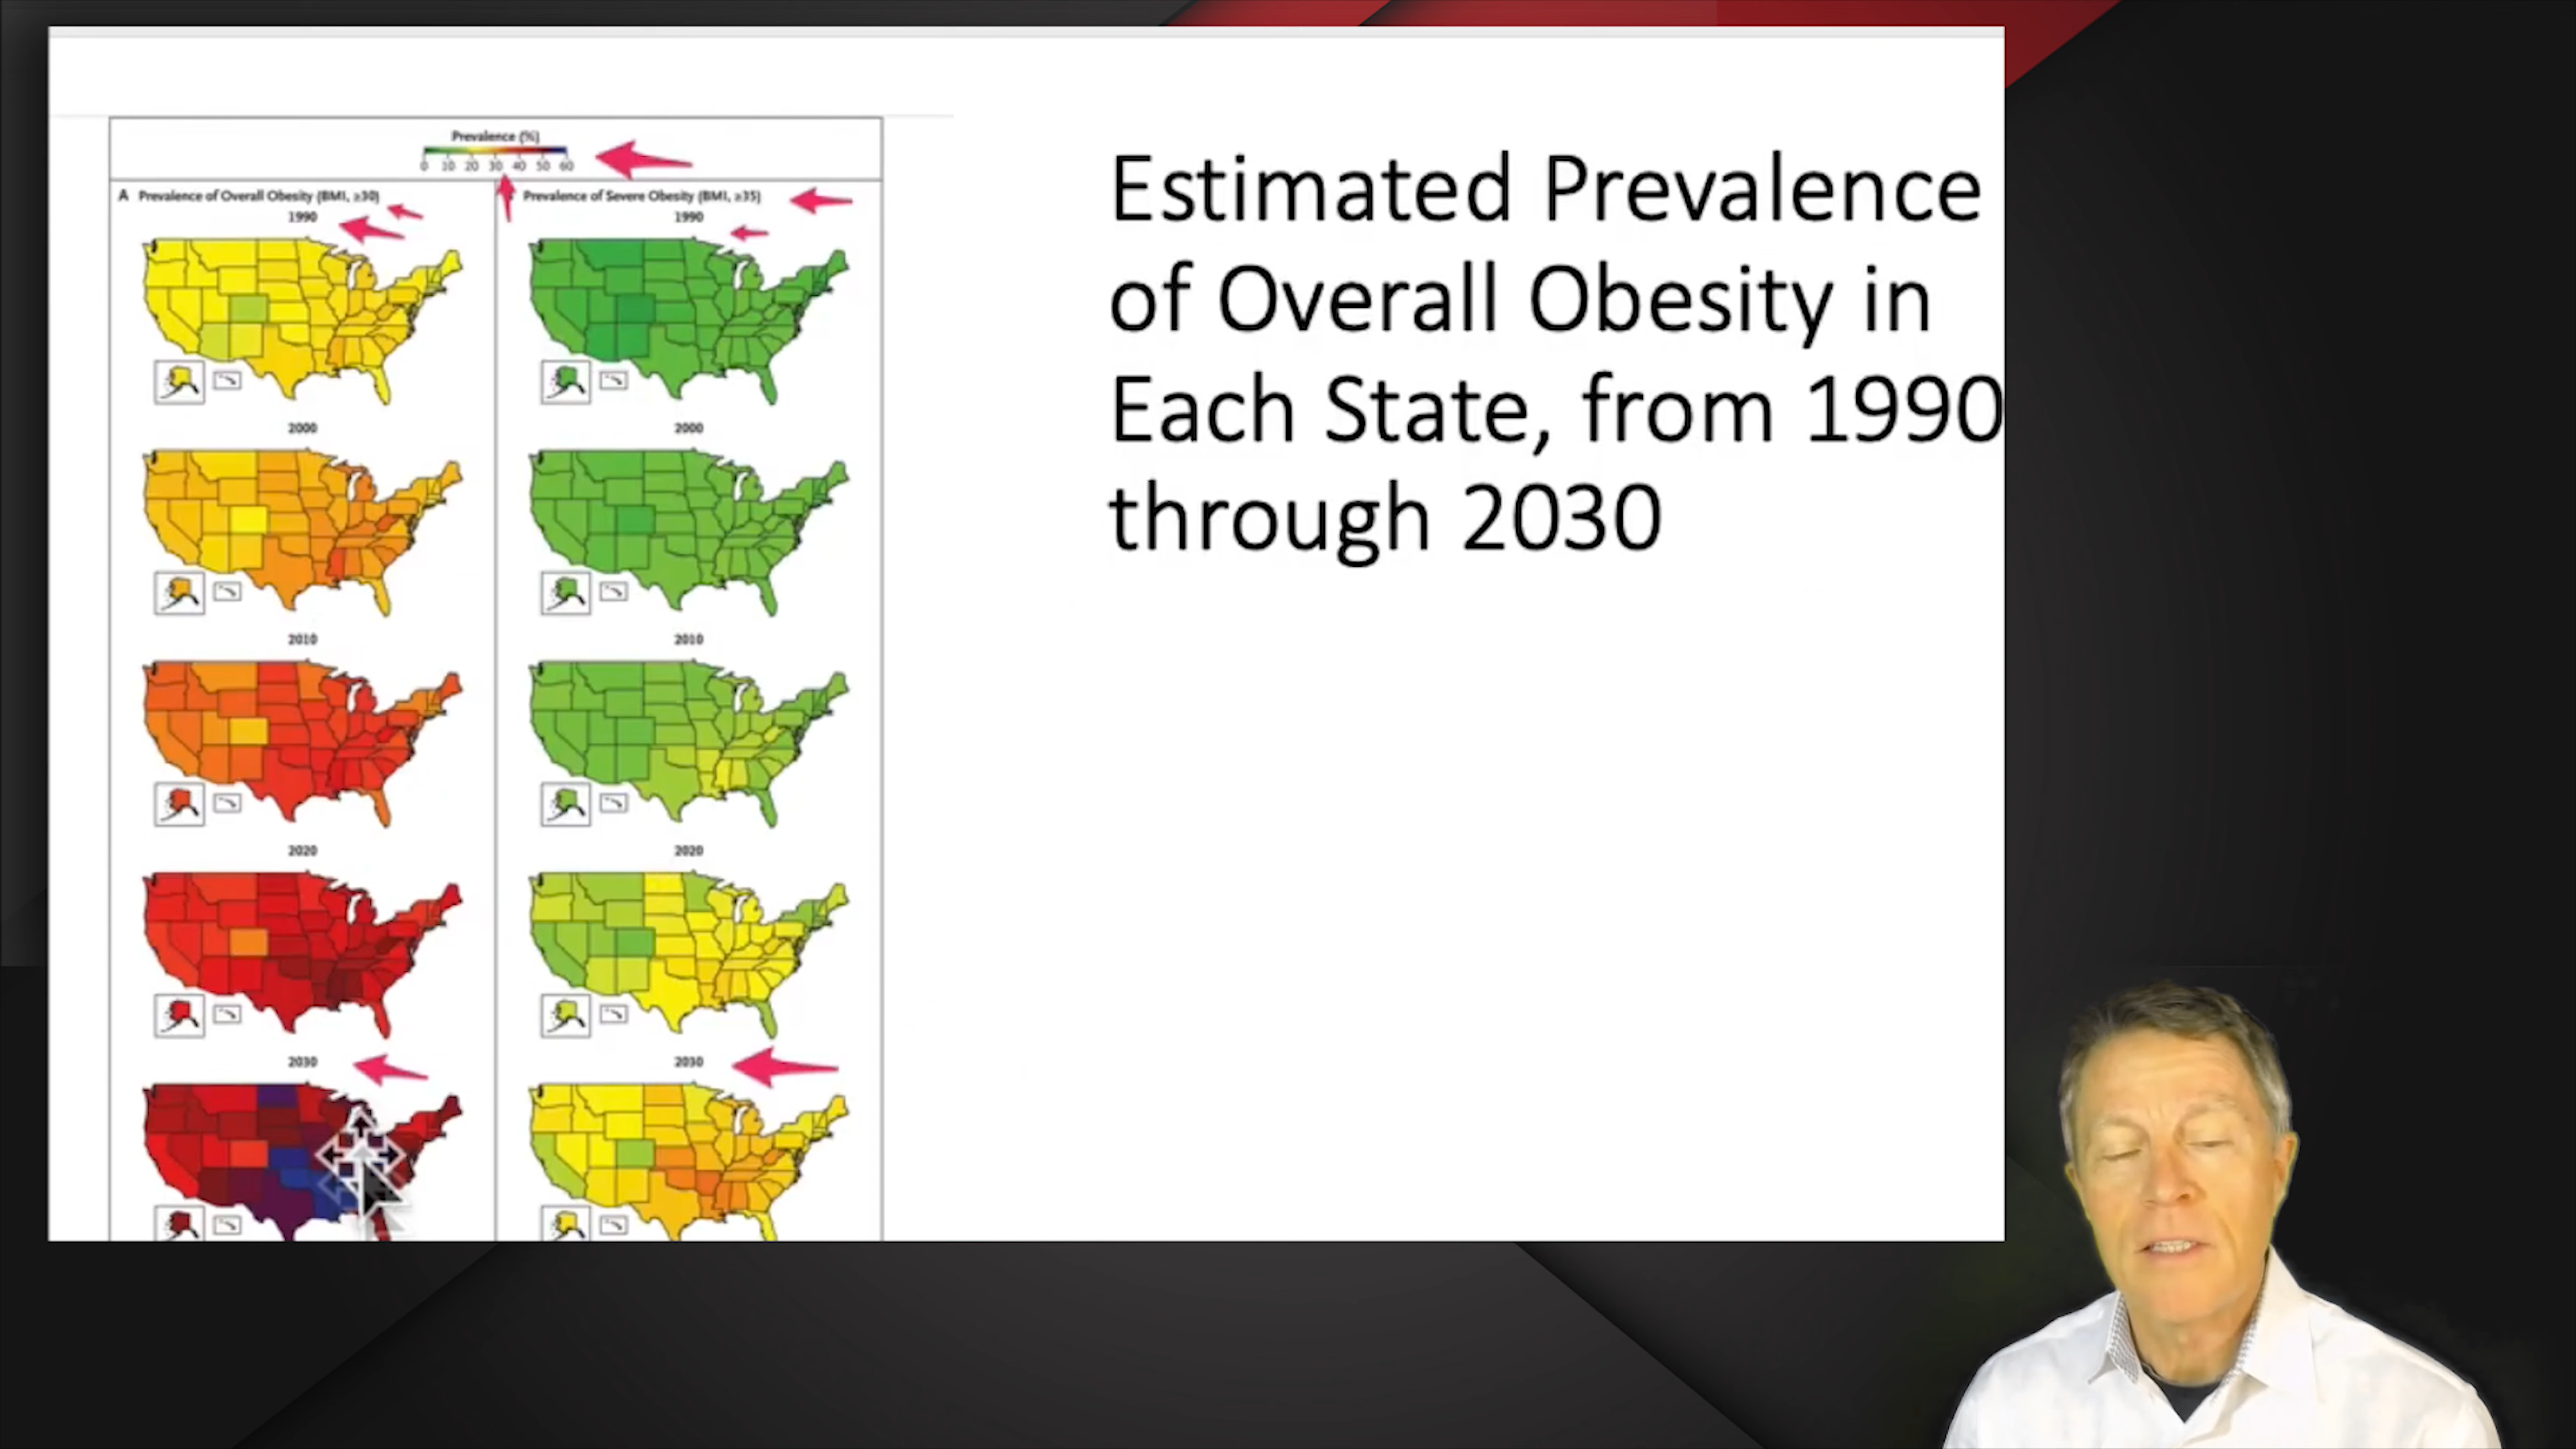 Prevalence (%)
0 10 20 30 40 50 60
A Prevalence of Overall Obesity (BMI, ≥30)
Prevalence of Severe Obesity (BMI, ≥35)
1990
1990
2000
2000
2010
2010
2020
2020
2030
2030
Estimated Prevalence
of Overall Obesity in
Each State, from 1990
through 2030